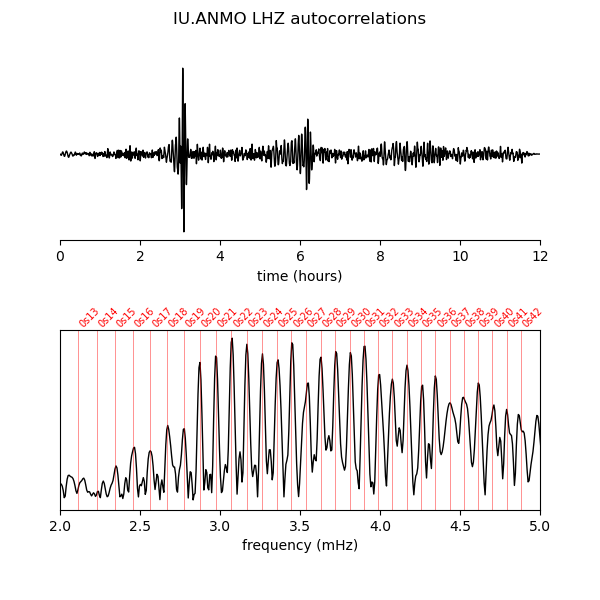 IU.ANMO LHZ autocorrelations
0 2 4 6 8 10 12
time (hours)
0s13 0s14 0s15 0s16 0s17 0s18 0s19 0s20 0s21 0s22 0s23 0s24 0s25 0s26 0s27 0s28 0s29 0s30 0s31 0s32 0s33 0s34 0s35 0s36 0s37 0s38 0s39 0s40 0s41 0s42
2.0 2.5 3.0 3.5 4.0 4.5 5.0
frequency (mHz)